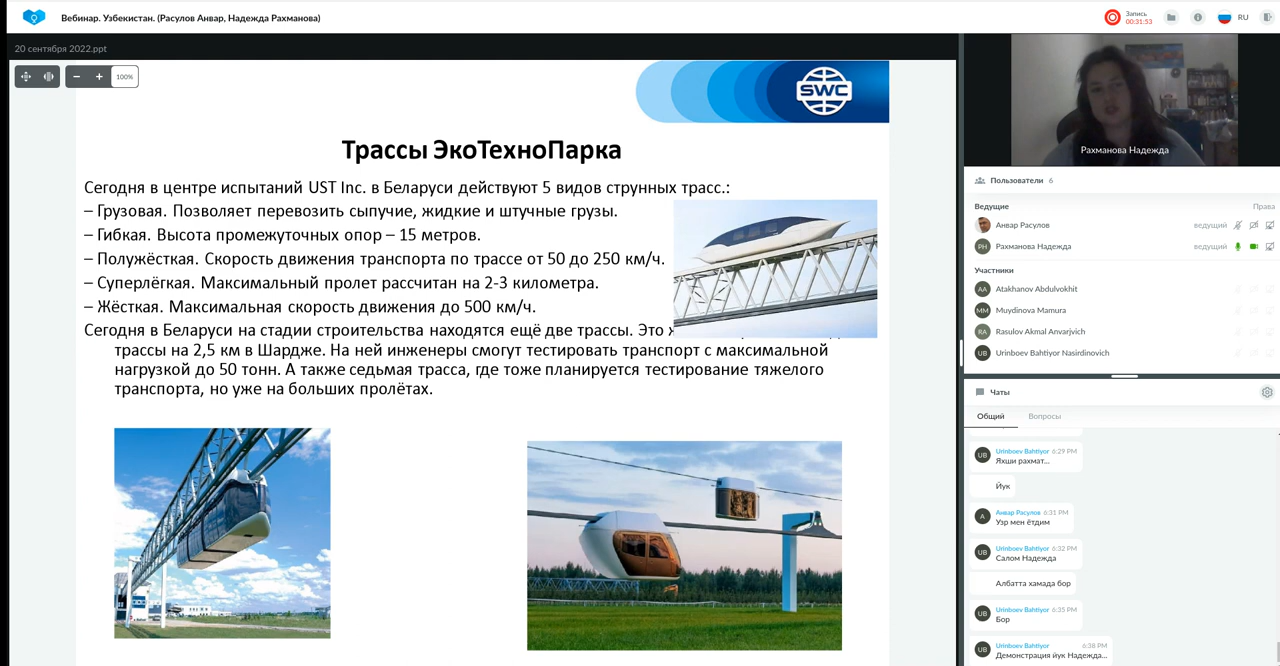 Вебинар. Узбекистан. (Расулов Анвар, Надежда Рахманова)
Запись
00:31:53
RU
20 сентября 2022.ppt
100%
SWC
Трассы ЭкоТехноПарка
Сегодня в центре испытаний UST Inc. в Беларуси действуют 5 видов струнных трасс.:
– Грузовая. Позволяет перевозить сыпучие, жидкие и штучные грузы.
– Гибкая. Высота промежуточных опор – 15 метров.
– Полужёсткая. Скорость движения транспорта по трассе от 50 до 250 км/ч.
– Суперлёгкая. Максимальный пролет рассчитан на 2-3 километра.
– Жёсткая. Максимальная скорость движения до 500 км/ч.
Сегодня в Беларуси на стадии строительства находятся ещё две трассы. Это
трассы на 2,5 км в Шардже. На ней инженеры смогут тестировать транспорт с максимальной
нагрузкой до 50 тонн. А также седьмая трасса, где тоже планируется тестирование тяжелого
транспорта, но уже на больших пролётах.
Рахманова Надежда
Пользователи 6
Ведущие Права
Анвар Расулов ведущий
РН Рахманова Надежда ведущий
Участники
AA Atakhanov Abdulvokhit
MM Muydinova Mamura
RA Rasulov Akmal Anvarjvich
UB Urinboev Bahtiyor Nasirdinovich
Чаты
Общий Вопросы
UB Urinboev Bahtiyor 6:29 PM
Яхши рахмат...
Йук
А Анвар Расулов 6:31 PM
Узр мен ётдим
UB Urinboev Bahtiyor 6:32 PM
Салом Надежда
Албатта хамада бор
UB Urinboev Bahtiyor 6:35 PM
Бор
UB Urinboev Bahtiyor 6:38 PM
Демонстрация йук Надежда...